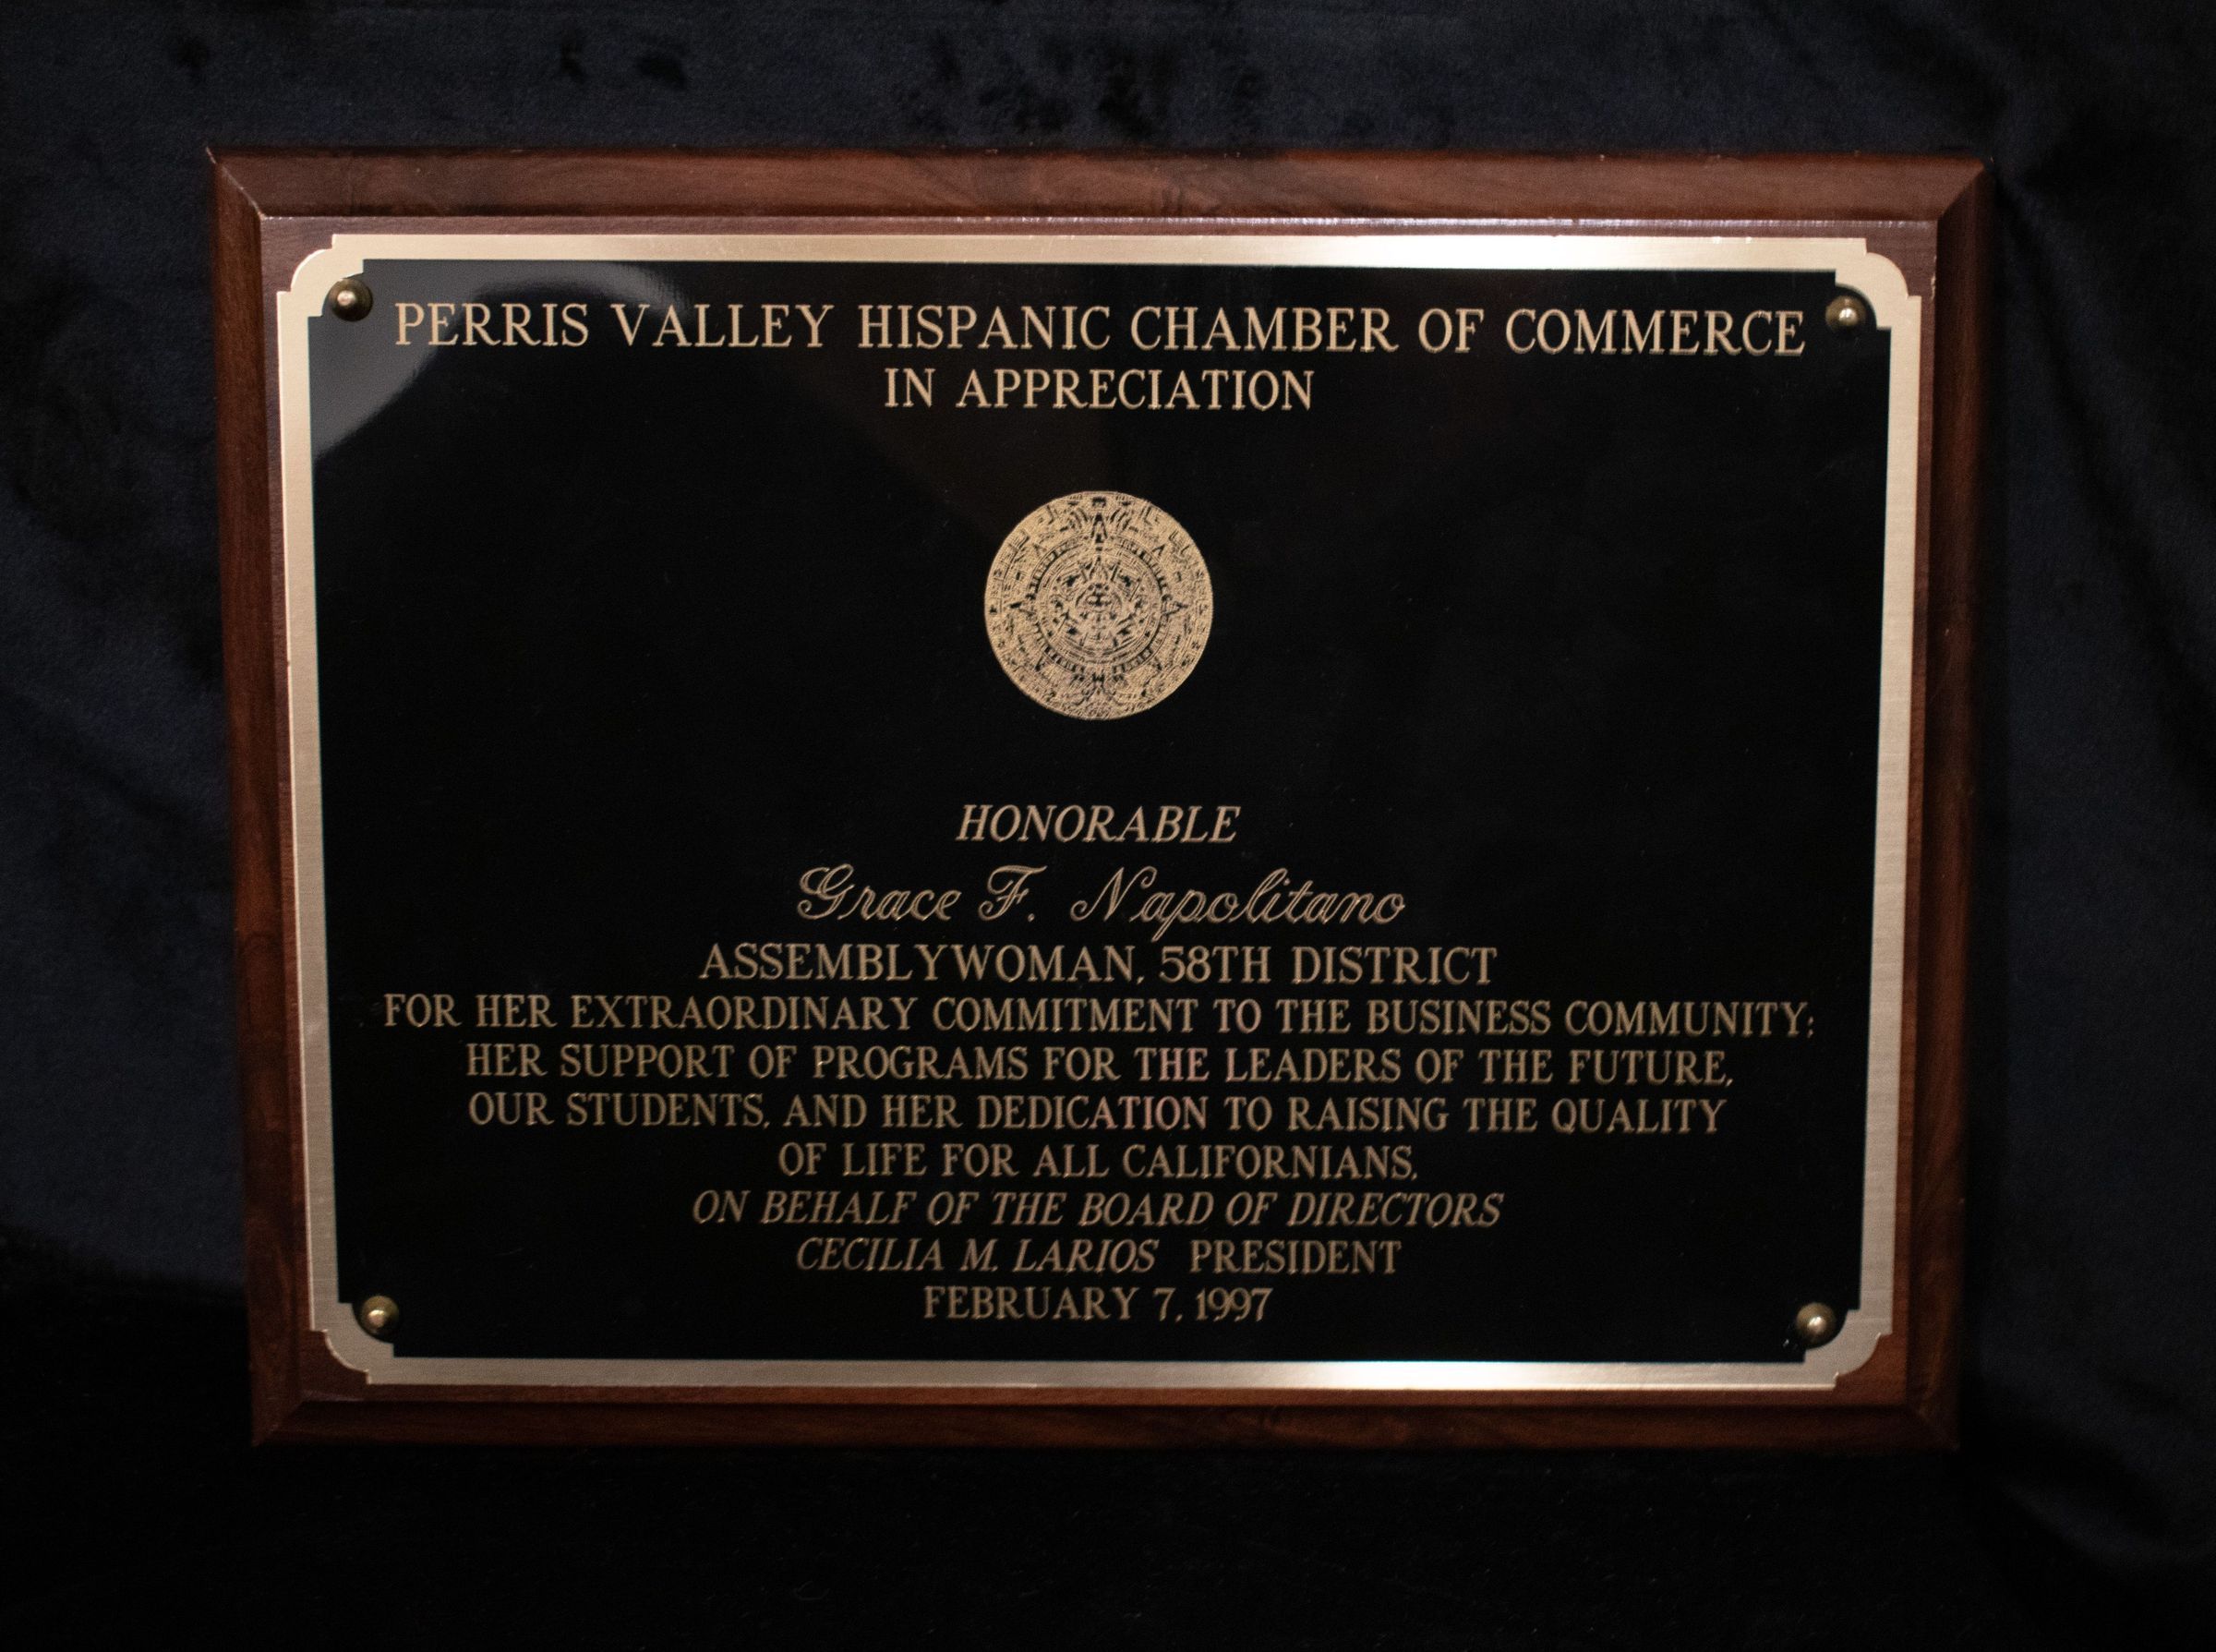 PERRIS VALLEY HISPANIC CHAMBER OF COMMERCE
IN APPRECIATION
HONORABLE
Grace F. Napolitano
ASSEMBLYWOMAN, 58TH DISTRICT
FOR HER EXTRAORDINARY COMMITMENT TO THE BUSINESS COMMUNITY;
HER SUPPORT OF PROGRAMS FOR THE LEADERS OF THE FUTURE,
OUR STUDENTS, AND HER DEDICATION TO RAISING THE QUALITY
OF LIFE FOR ALL CALIFORNIANS.
ON BEHALF OF THE BOARD OF DIRECTORS
CECILIA M. LARIOS PRESIDENT
FEBRUARY 7, 1997